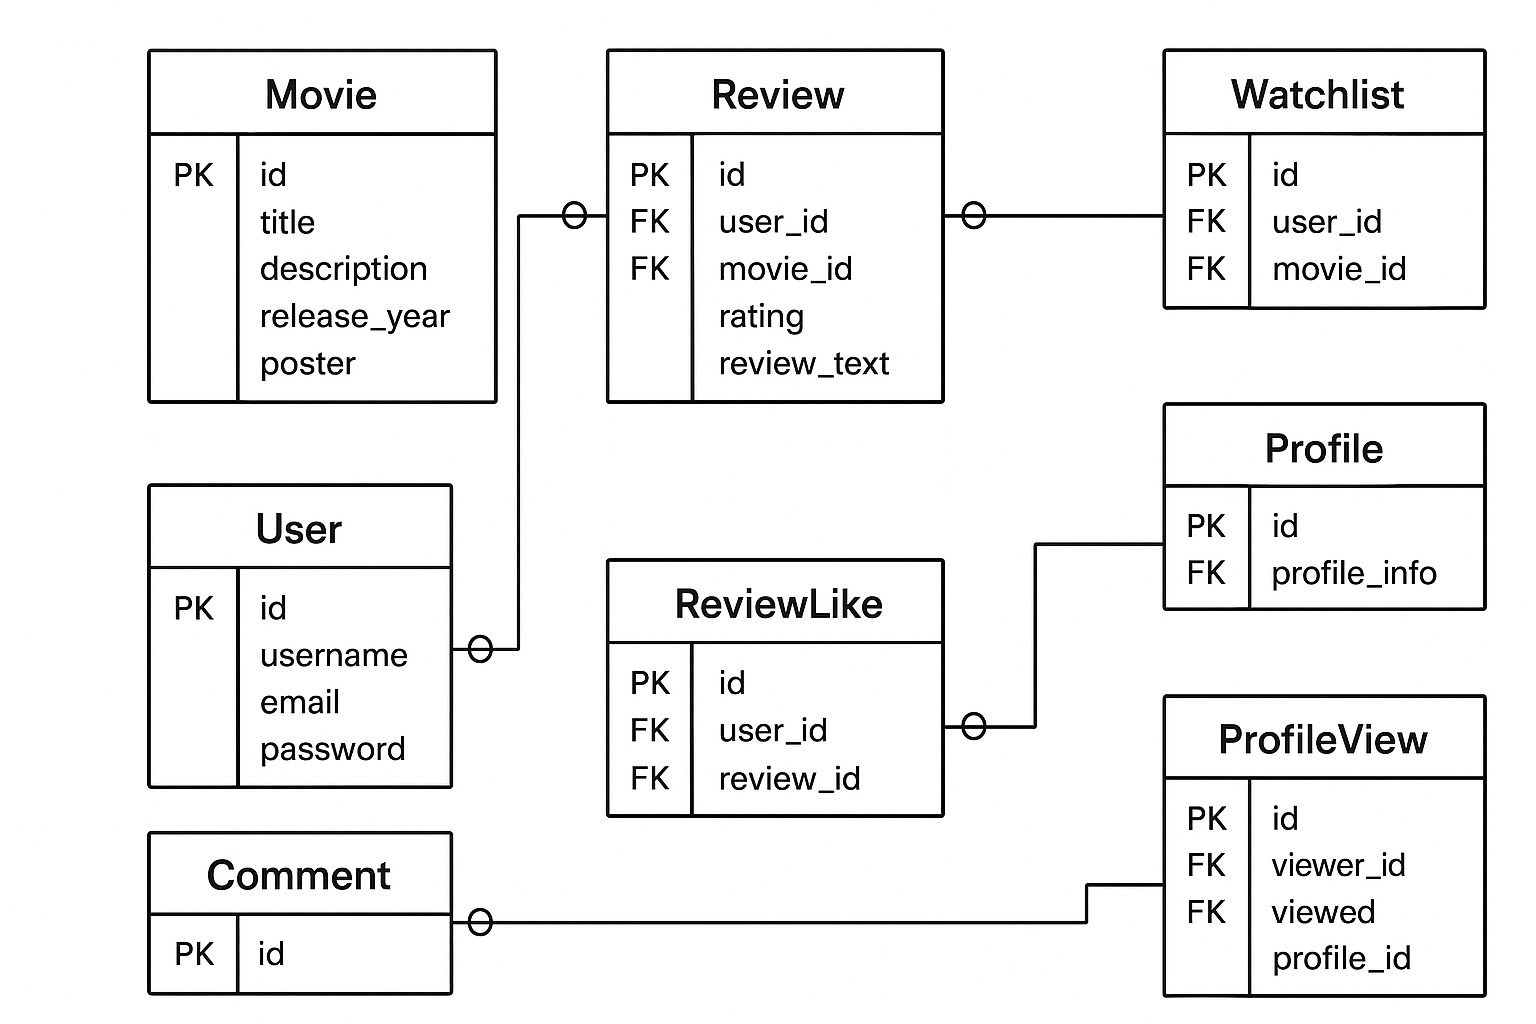 Movie
PK id
title
description
release_year
poster
Review
PK id
FK user_id
FK movie_id
rating
review_text
Watchlist
PK id
FK user_id
FK movie_id
User
PK id
username
email
password
ReviewLike
PK id
FK user_id
FK review_id
Profile
PK id
FK profile_info
Comment
PK id
ProfileView
PK id
FK viewer_id
FK viewed
profile_id